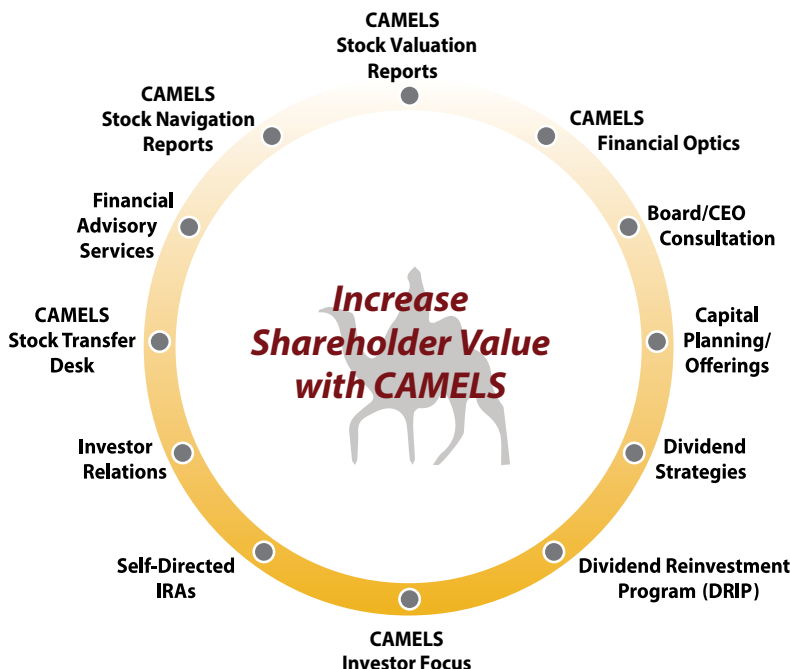 CAMELS
Stock Valuation
Reports
CAMELS
Financial Optics
Board/CEO
Consultation
Capital
Planning/
Offerings
Dividend
Strategies
Dividend Reinvestment
Program (DRIP)
CAMELS
Investor Focus
Self-Directed
IRAs
Investor
Relations
CAMELS
Stock Transfer
Desk
Financial
Advisory
Services
CAMELS
Stock Navigation
Reports
Increase
Shareholder Value
with CAMELS